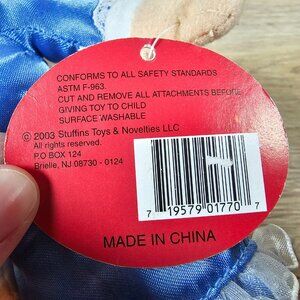 CONFORMS TO ALL SAFETY STANDARDS
ASTM F-963.
CUT AND REMOVE ALL ATTACHMENTS BEFORE
GIVING TOY TO CHILD
SURFACE WASHABLE
© 2003 Stuffins Toys & Novelties LLC
All rights reserved.
P.O BOX 124
Brielle, NJ 08730 - 0124
7 19579 01770 7
MADE IN CHINA